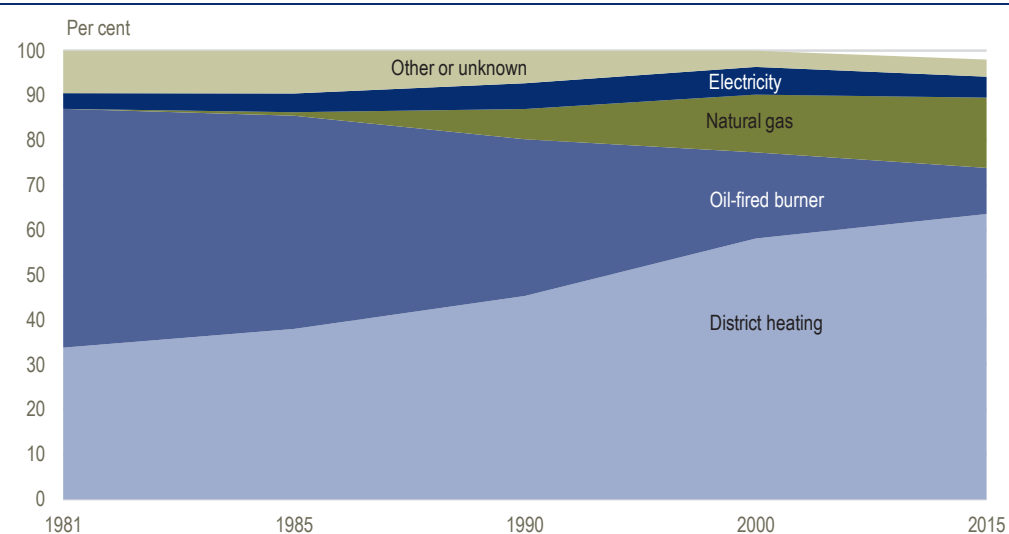 Per cent
100
90
80
70
60
50
40
30
20
10
0
Other or unknown
Electricity
Natural gas
Oil-fired burner
District heating
1981 1985 1990 2000 2015